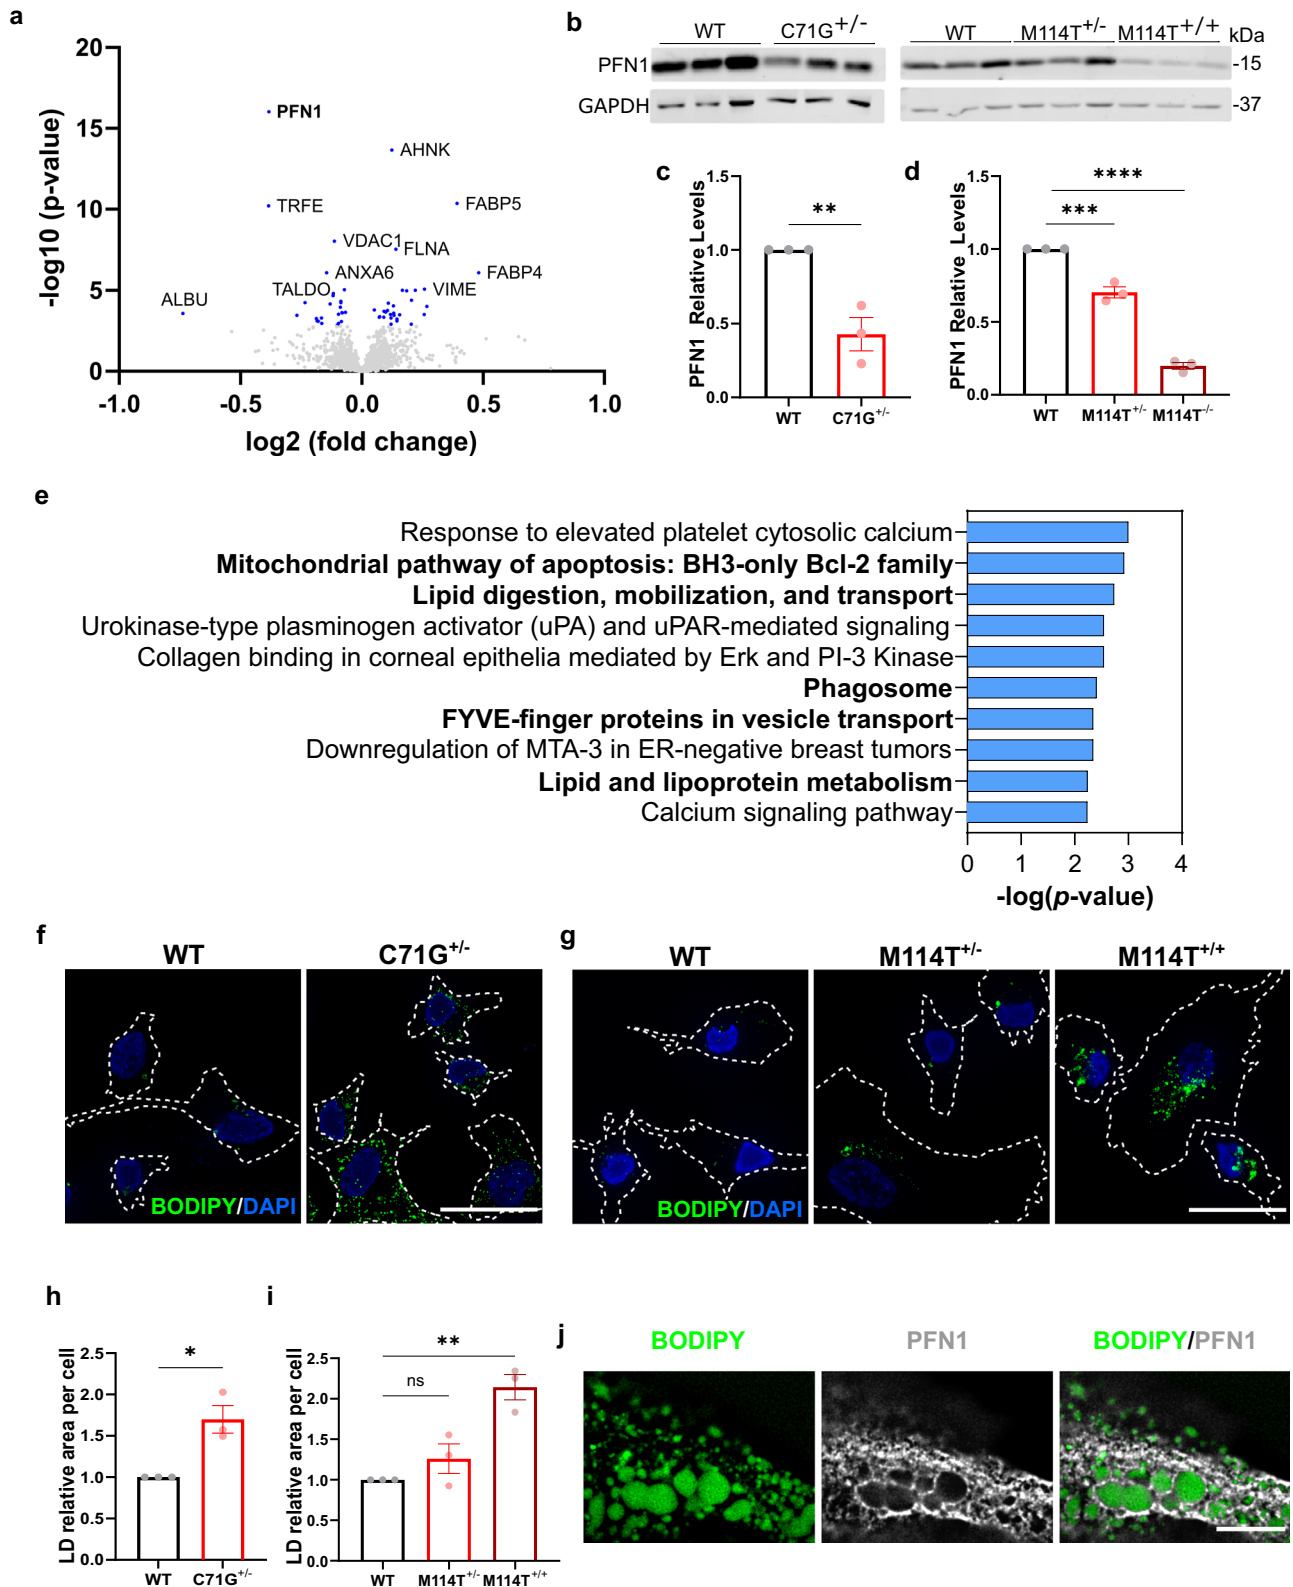 a
20
15
10
5
0
-log10 (p-value)
PFN1
AHNK
TRFE
FABP5
VDAC1
FLNA
ANXA6
FABP4
TALDO
VIME
ALBU
-1.0 -0.5 0.0 0.5 1.0
log2 (fold change)
b
WT C71G+/- WT M114T+/- M114T+/+ kDa
PFN1 -15
GAPDH -37
c
PFN1 Relative Levels
1.5
1.0
0.5
0.0
**
WT C71G+/-
d
PFN1 Relative Levels
1.5
1.0
0.5
0.0
****
***
WT M114T+/- M114T-/-
e
Response to elevated platelet cytosolic calcium
Mitochondrial pathway of apoptosis: BH3-only Bcl-2 family
Lipid digestion, mobilization, and transport
Urokinase-type plasminogen activator (uPA) and uPAR-mediated signaling
Collagen binding in corneal epithelia mediated by Erk and PI-3 Kinase
Phagosome
FYVE-finger proteins in vesicle transport
Downregulation of MTA-3 in ER-negative breast tumors
Lipid and lipoprotein metabolism
Calcium signaling pathway
0 1 2 3 4
-log(p-value)
f
WT C71G+/-
BODIPY/DAPI
g
WT M114T+/- M114T+/+
BODIPY/DAPI
h
LD relative area per cell
2.5
2.0
1.5
1.0
0.5
0.0
*
WT C71G+/-
i
LD relative area per cell
2.5
2.0
1.5
1.0
0.5
0.0
**
ns
WT M114T+/- M114T+/+
j
BODIPY PFN1 BODIPY/PFN1